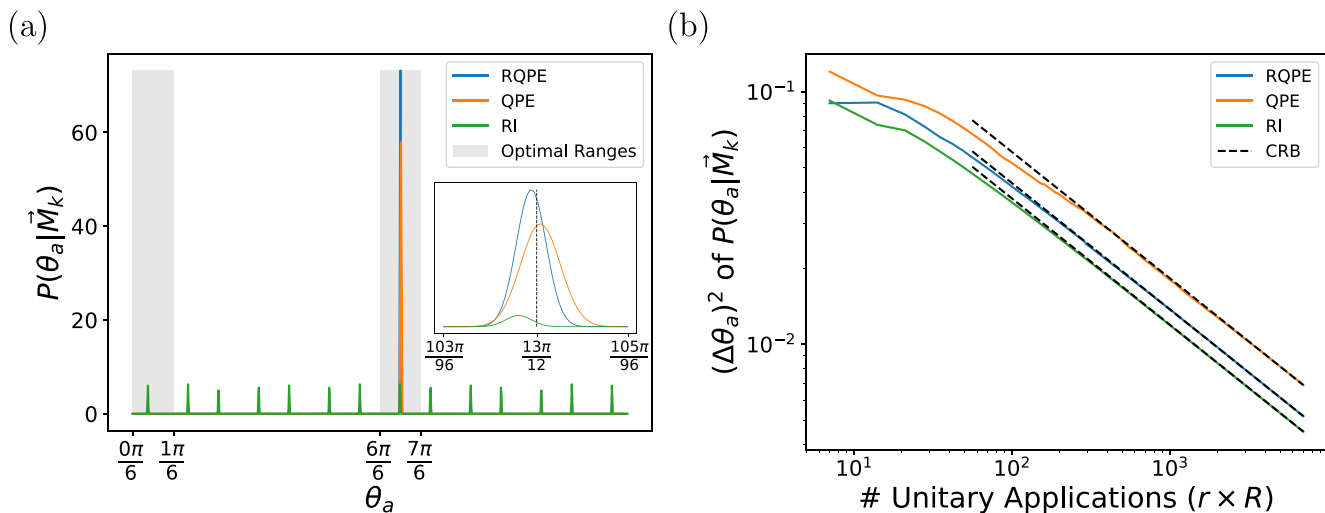 (a)
P(θₐ|M⃗ₖ)
60
40
20
0
RQPE
QPE
RI
Optimal Ranges
103π/96
13π/12
105π/96
0π/6
1π/6
6π/6
7π/6
θₐ
(b)
(Δθₐ)² of P(θₐ|M⃗ₖ)
10⁻¹
10⁻²
RQPE
QPE
RI
CRB
10¹
10²
10³
# Unitary Applications (r × R)